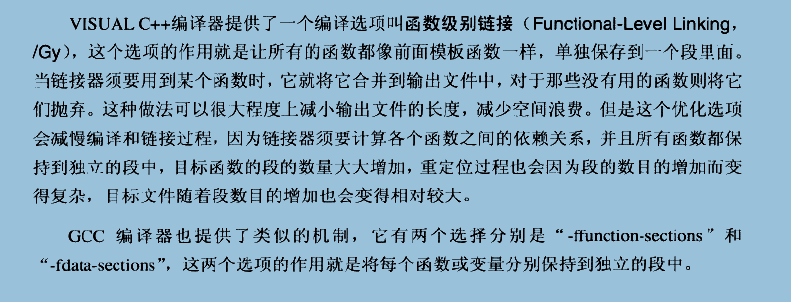 VISUAL C++编译器提供了一个编译选项叫函数级别链接（Functional-Level Linking，
/Gy），这个选项的作用就是让所有的函数都像前面模板函数一样，单独保存到一个段里面。
当链接器须要用到某个函数时，它就将它合并到输出文件中，对于那些没有用的函数则将它
们抛弃。这种做法可以很大程度上减小输出文件的长度，减少空间浪费。但是这个优化选项
会减慢编译和链接过程，因为链接器须要计算各个函数之间的依赖关系，并且所有函数都保
持到独立的段中，目标函数的段的数量大大增加，重定位过程也会因为段的数目的增加而变
得复杂，目标文件随着段数目的增加也会变得相对较大。
GCC 编译器也提供了类似的机制，它有两个选择分别是“-ffunction-sections”和
“-fdata-sections”，这两个选项的作用就是将每个函数或变量分别保持到独立的段中。